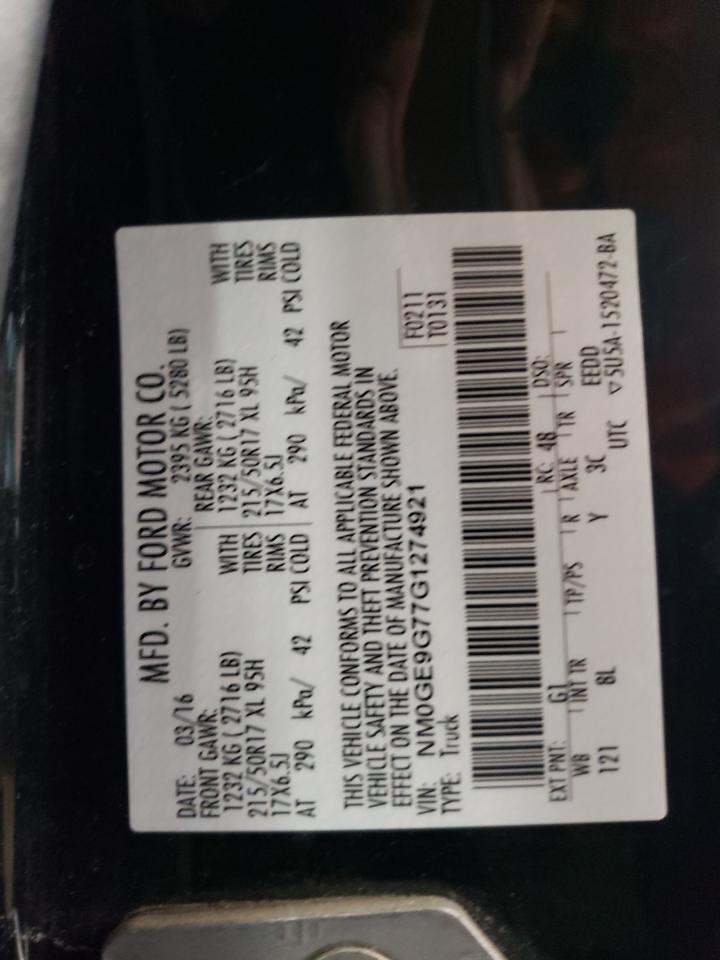 MFD. BY FORD MOTOR CO.
DATE: 03/16 GVWR: 2395 KG ( 5280 LB)
FRONT GAWR: REAR GAWR:
1232 KG ( 2716 LB) WITH 1232 KG ( 2716 LB) WITH
215/50R17 XL 95H TIRES 215/50R17 XL 95H TIRES
17X6.5J RIMS 17X6.5J RIMS
AT 290 kPa/ 42 PSI COLD AT 290 kPa/ 42 PSI COLD
THIS VEHICLE CONFORMS TO ALL APPLICABLE FEDERAL MOTOR
VEHICLE SAFETY AND THEFT PREVENTION STANDARDS IN
EFFECT ON THE DATE OF MANUFACTURE SHOWN ABOVE.
VIN: NM0GE9G77G1274921 F0211
TYPE: Truck T0131
EXT PNT: G1 RC: 48 DSO:
WB INT TR TP/PS R AXLE TR SPR
121 8L Y 3C EEDD
UTC ▽5U5A-1520472-BA